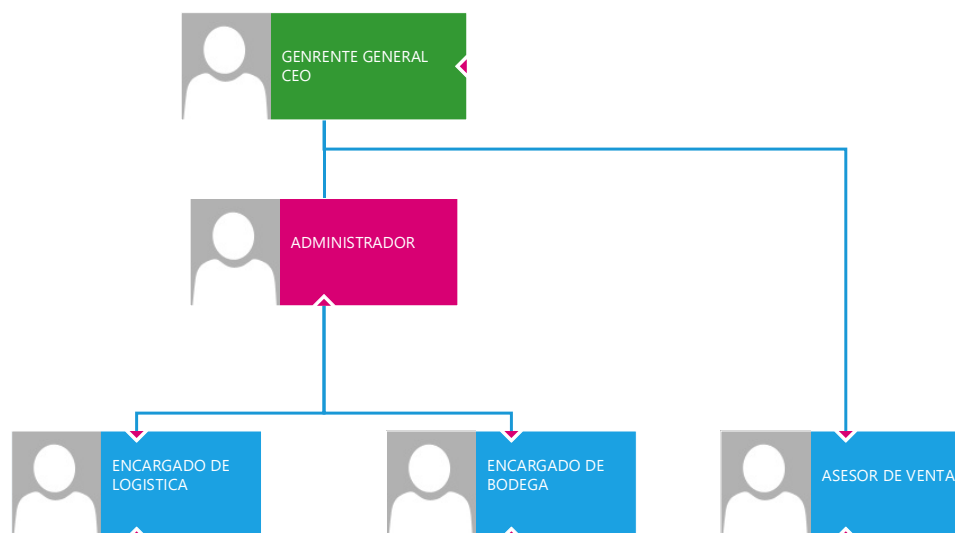 GENRENTE GENERAL
CEO
ADMINISTRADOR
ENCARGADO DE
LOGISTICA
ENCARGADO DE
BODEGA
ASESOR DE VENTA